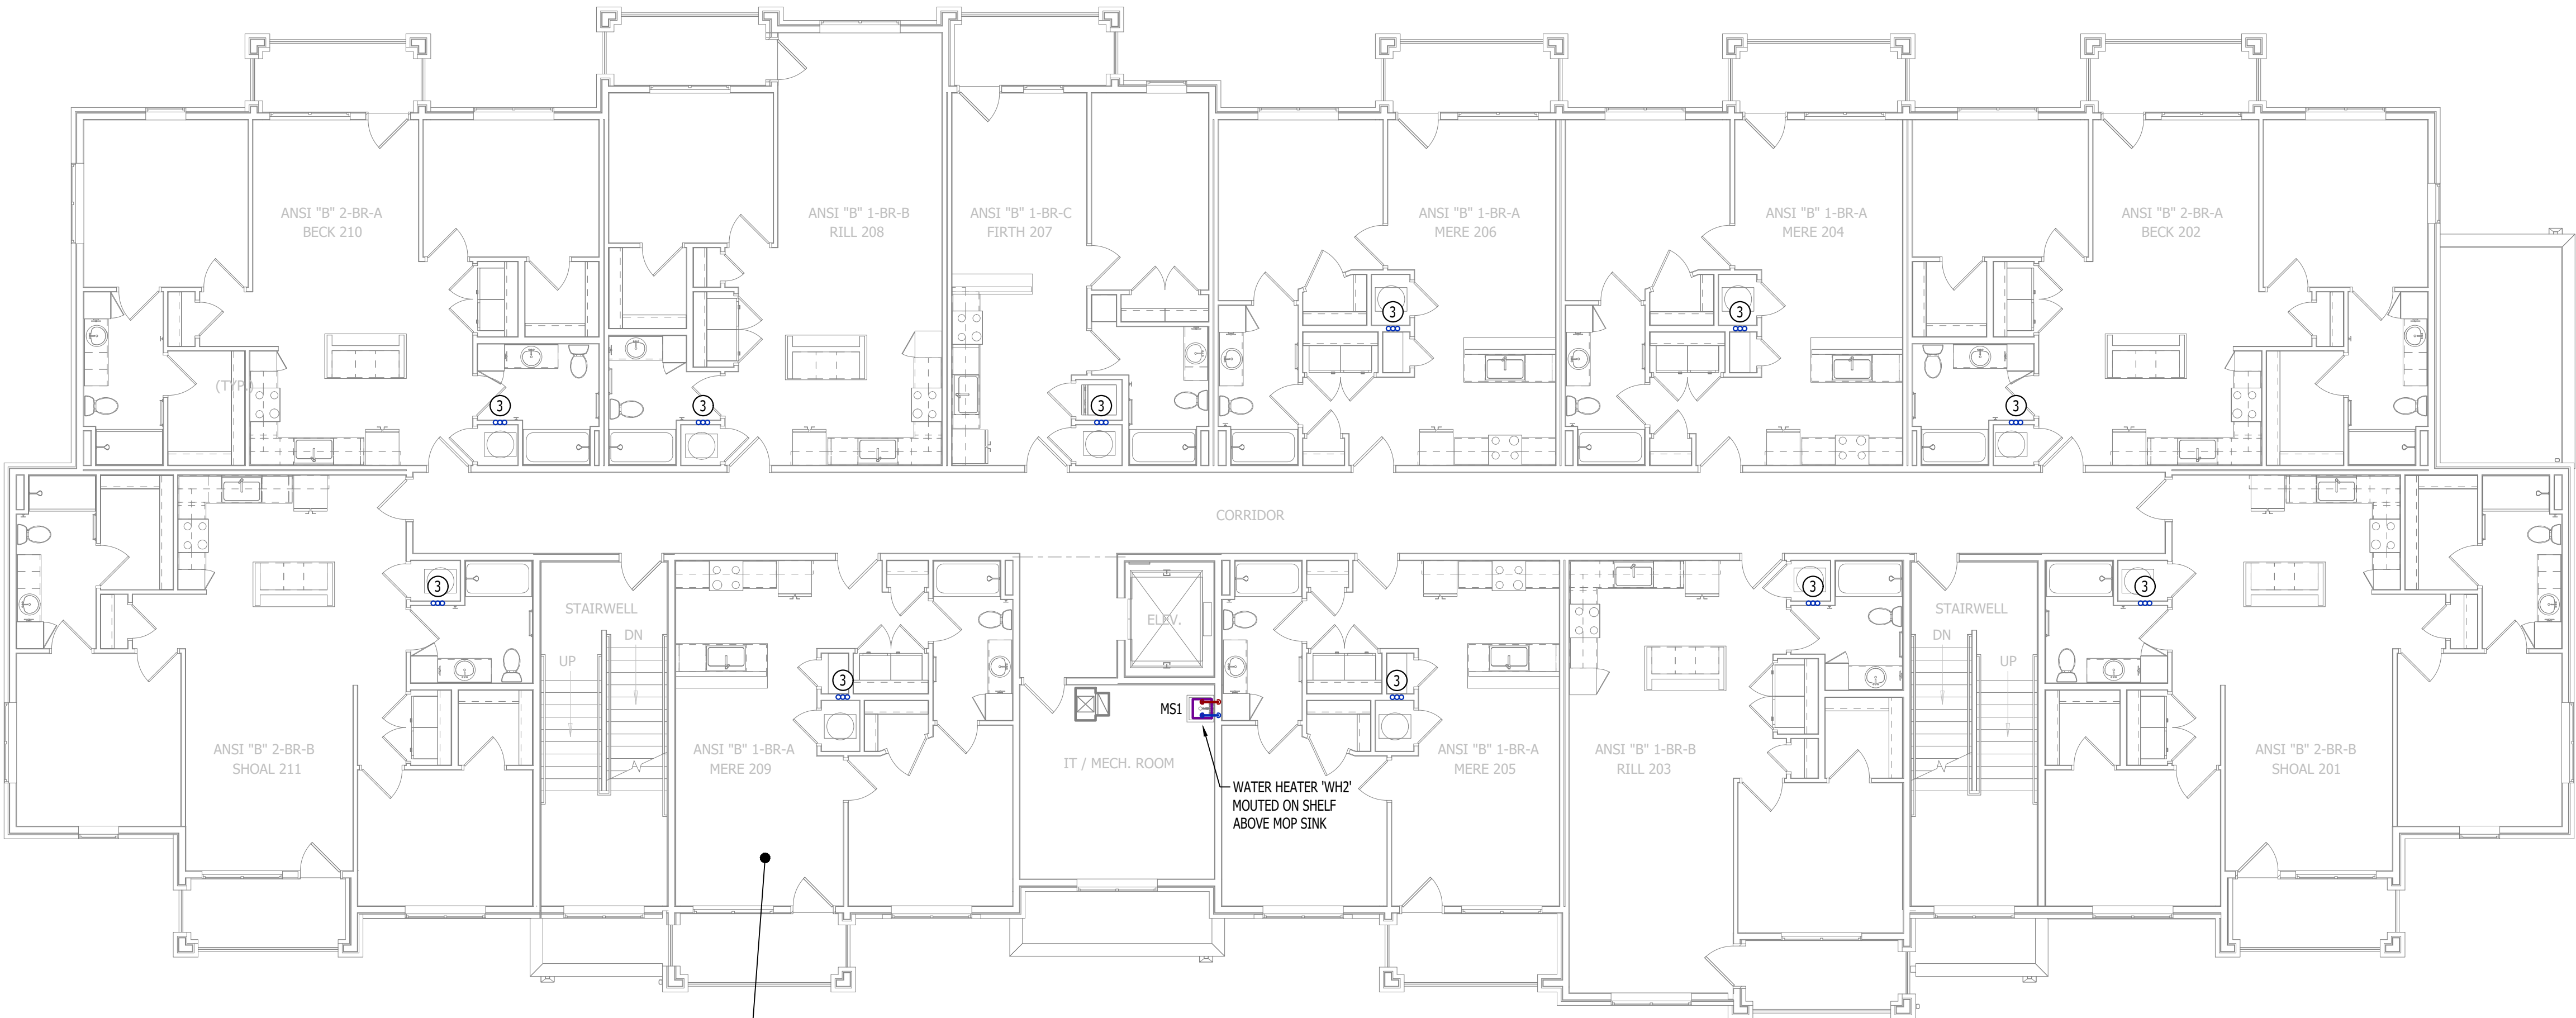 ANSI "B" 2-BR-A
BECK 210
ANSI "B" 1-BR-B
RILL 208
ANSI "B" 1-BR-C
FIRTH 207
ANSI "B" 1-BR-A
MERE 206
ANSI "B" 1-BR-A
MERE 204
ANSI "B" 2-BR-A
BECK 202
3
3
(TYP.)
3
3
3
3
CORRIDOR
3
STAIRWELL
DN
UP
ELEV.
3
3
STAIRWELL
DN
UP
3
3
MS1
ANSI "B" 2-BR-B
SHOAL 211
ANSI "B" 1-BR-A
MERE 209
IT / MECH. ROOM
ANSI "B" 1-BR-A
MERE 205
ANSI "B" 1-BR-B
RILL 203
ANSI "B" 2-BR-B
SHOAL 201
WATER HEATER 'WH2'
MOUTED ON SHELF
ABOVE MOP SINK